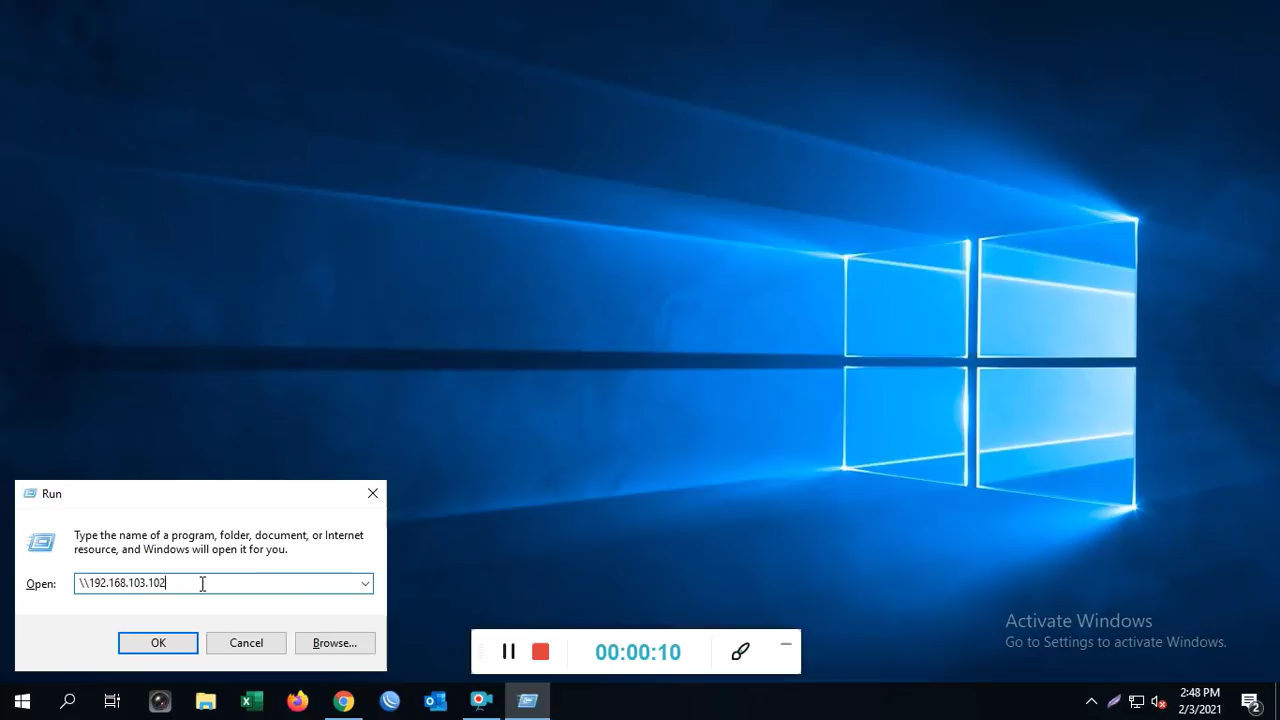 Run
Type the name of a program, folder, document, or Internet
resource, and Windows will open it for you.
Open:
\\192.168.103.102
OK
Cancel
Browse...
00:00:10
Activate Windows
Go to Settings to activate Windows.
2:48 PM
2/3/2021
2